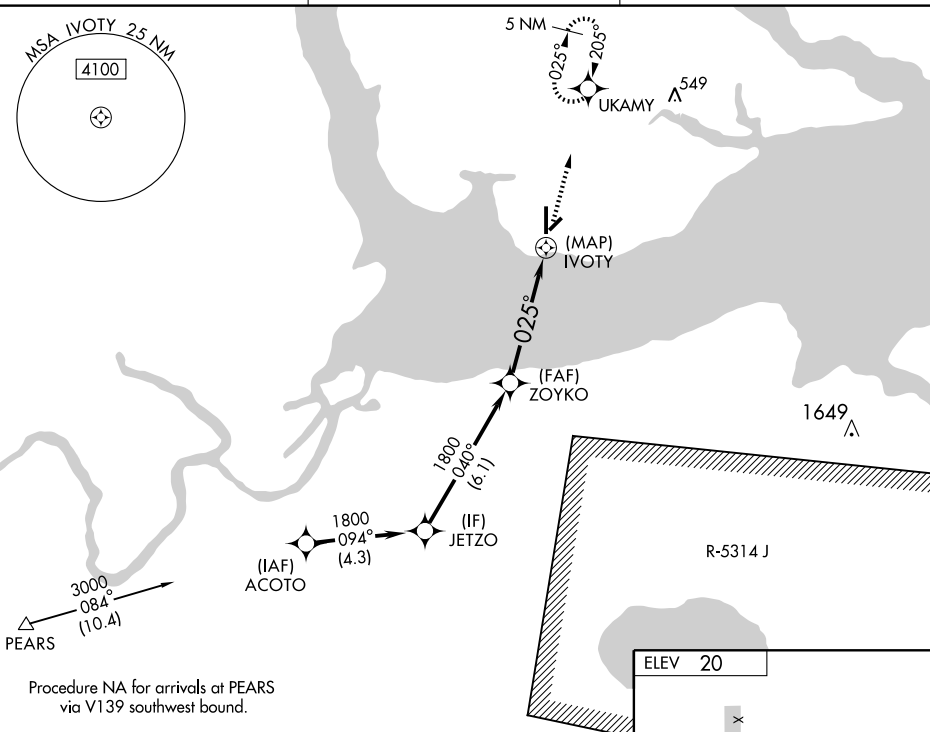 MSA IVOTY 25 NM
4100
5 NM
025°
205°
UKAMY
549
(MAP)
IVOTY
025°
(FAF)
ZOYKO
1649
1800
040°
(6.1)
(IF)
JETZO
1800
094°
(4.3)
(IAF)
ACOTO
R-5314 J
3000
084°
(10.4)
PEARS
ELEV 20
Procedure NA for arrivals at PEARS
via V139 southwest bound.
X